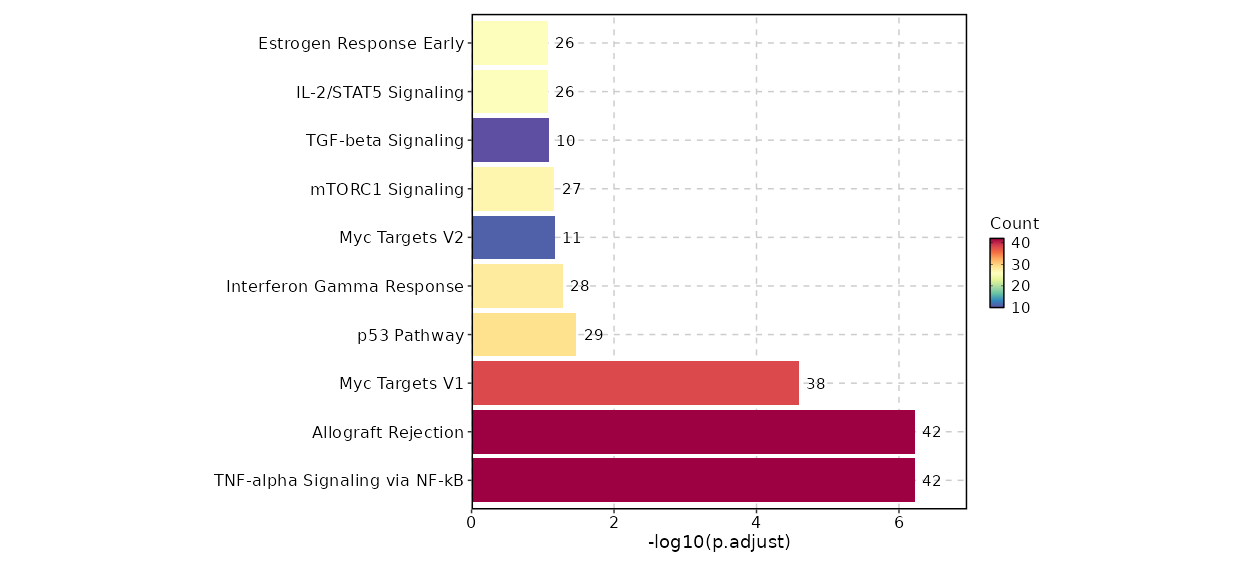 Estrogen Response Early 26
IL-2/STAT5 Signaling 26
TGF-beta Signaling 10
mTORC1 Signaling 27
Myc Targets V2 11
Interferon Gamma Response 28
p53 Pathway 29
Myc Targets V1 38
Allograft Rejection 42
TNF-alpha Signaling via NF-kB 42
0 2 4 6
-log10(p.adjust)
Count
40
30
20
10